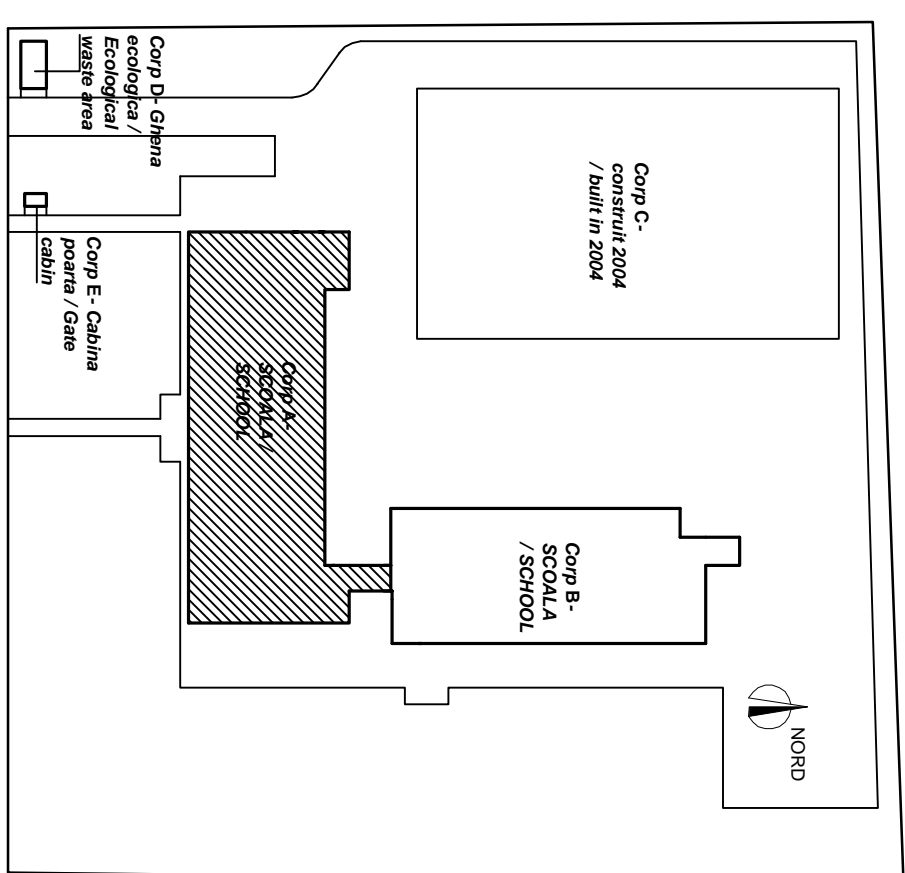 Corp D- Ghena
ecologica /
Ecological
waste area
Corp E- Cabina
poarta / Gate
cabin
Corp C-
construit 2004
/ built in 2004
Corp A-
SCOALA /
SCHOOL
Corp B-
SCOALA
/ SCHOOL
NORD